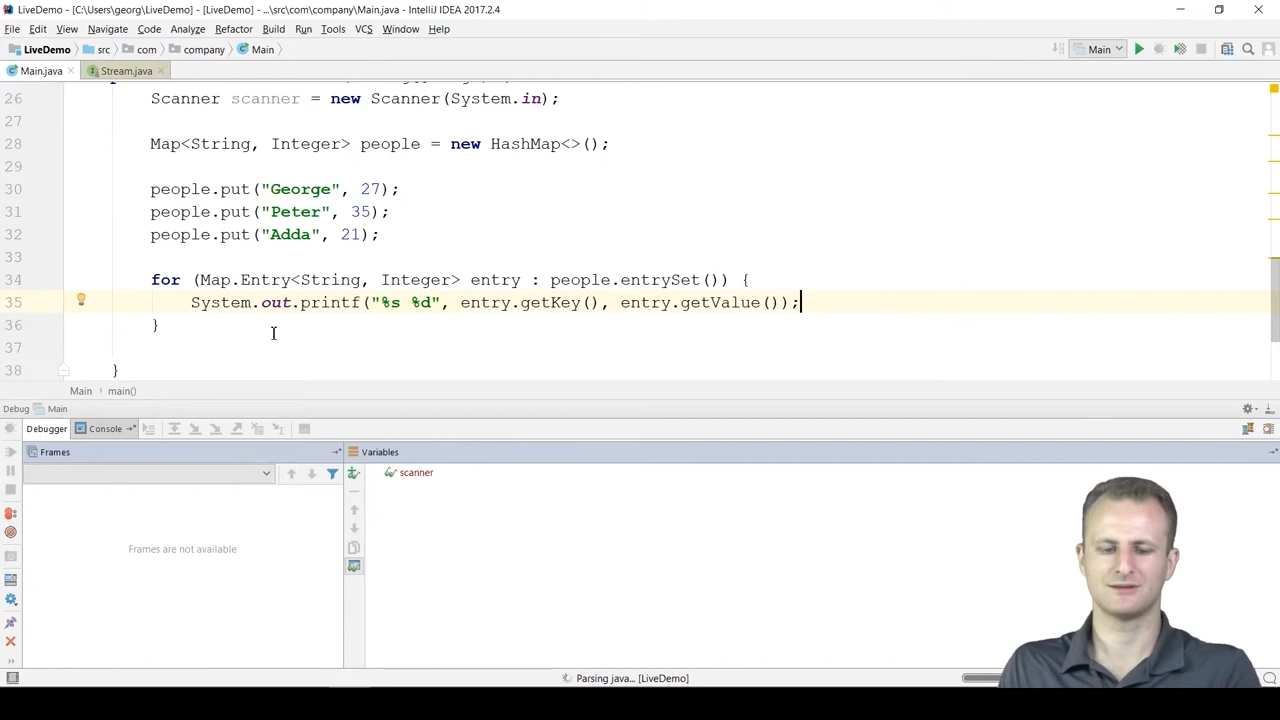 LiveDemo - [C:\Users\georg\LiveDemo] - [LiveDemo] - ...\src\com\company\Main.java - IntelliJ IDEA 2017.2.4
File Edit View Navigate Code Analyze Refactor Build Run Tools VCS Window Help
LiveDemo src com company Main Main
Main.java Stream.java
26 Scanner scanner = new Scanner(System.in);
27
28 Map<String, Integer> people = new HashMap<>();
29
30 people.put("George", 27);
31 people.put("Peter", 35);
32 people.put("Adda", 21);
33
34 for (Map.Entry<String, Integer> entry : people.entrySet()) {
35 System.out.printf("%s %d", entry.getKey(), entry.getValue());
36 }
37
38 }
Main main()
Debug Main
Debugger Console
Frames Variables
scanner
Frames are not available
Parsing java... [LiveDemo]